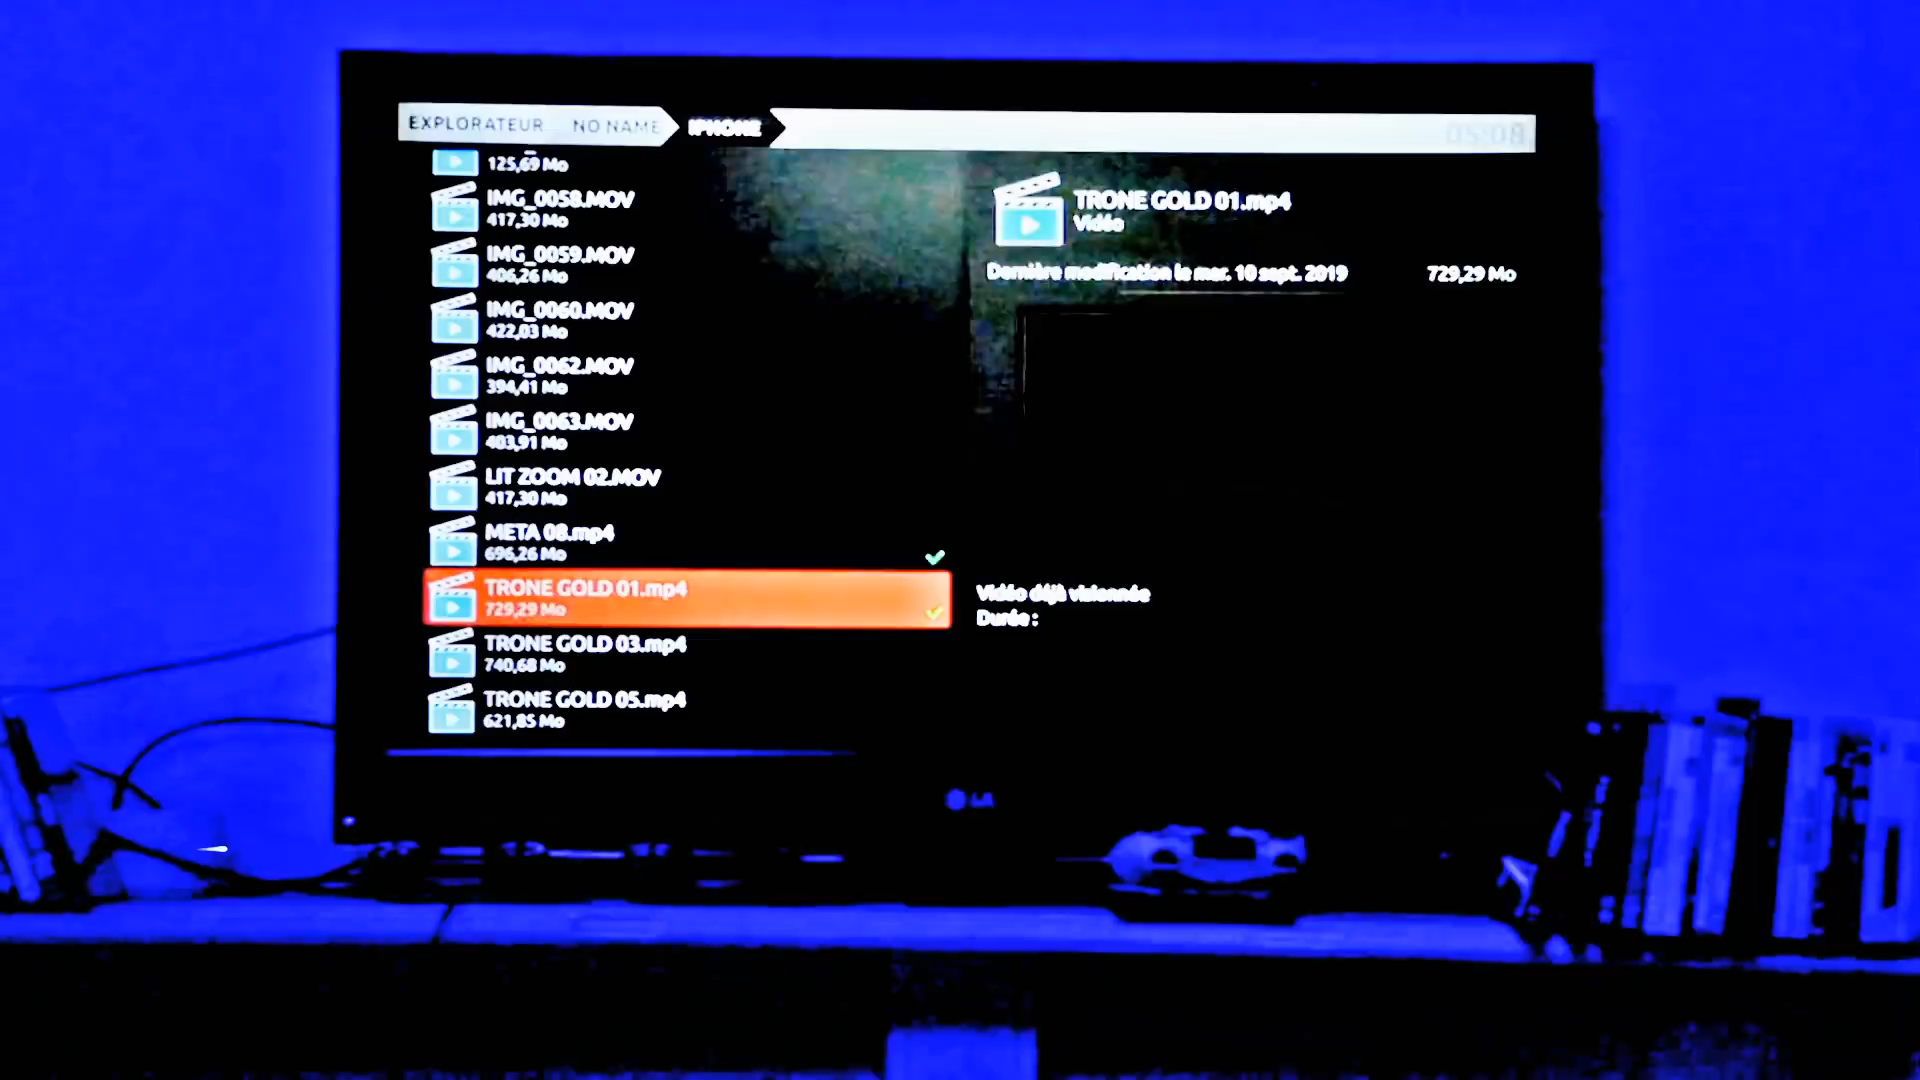 EXPLORATEUR NO NAME IPHONE 05:08
125,69 Mo
IMG_0058.MOV
417,30 Mo
IMG_0059.MOV
406,26 Mo
IMG_0060.MOV
422,03 Mo
IMG_0062.MOV
394,41 Mo
IMG_0063.MOV
403,91 Mo
LIT ZOOM 02.MOV
417,30 Mo
META 08.mp4
696,26 Mo
TRONE GOLD 01.mp4
729,29 Mo
TRONE GOLD 03.mp4
740,68 Mo
TRONE GOLD 05.mp4
621,85 Mo
TRONE GOLD 01.mp4
Vidéo
Dernière modification le mar. 10 sept. 2019 729,29 Mo
Vidéo déjà visionnée
Durée :
LG